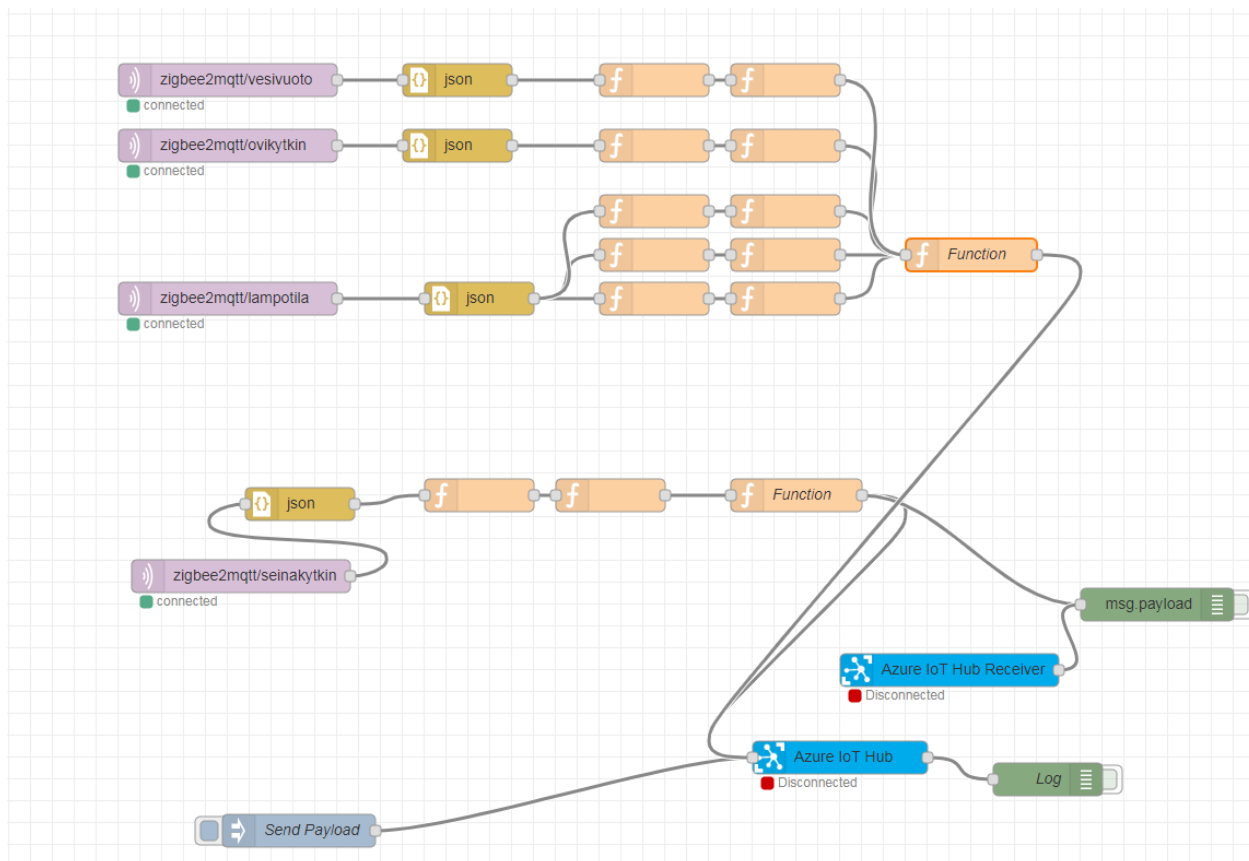 zigbee2mqtt/vesivuoto
json
connected
zigbee2mqtt/ovikytkin
json
connected
Function
zigbee2mqtt/lampotila
json
connected
json
Function
zigbee2mqtt/seinakytkin
connected
msg.payload
Azure IoT Hub Receiver
Disconnected
Azure IoT Hub
Disconnected
Log
Send Payload